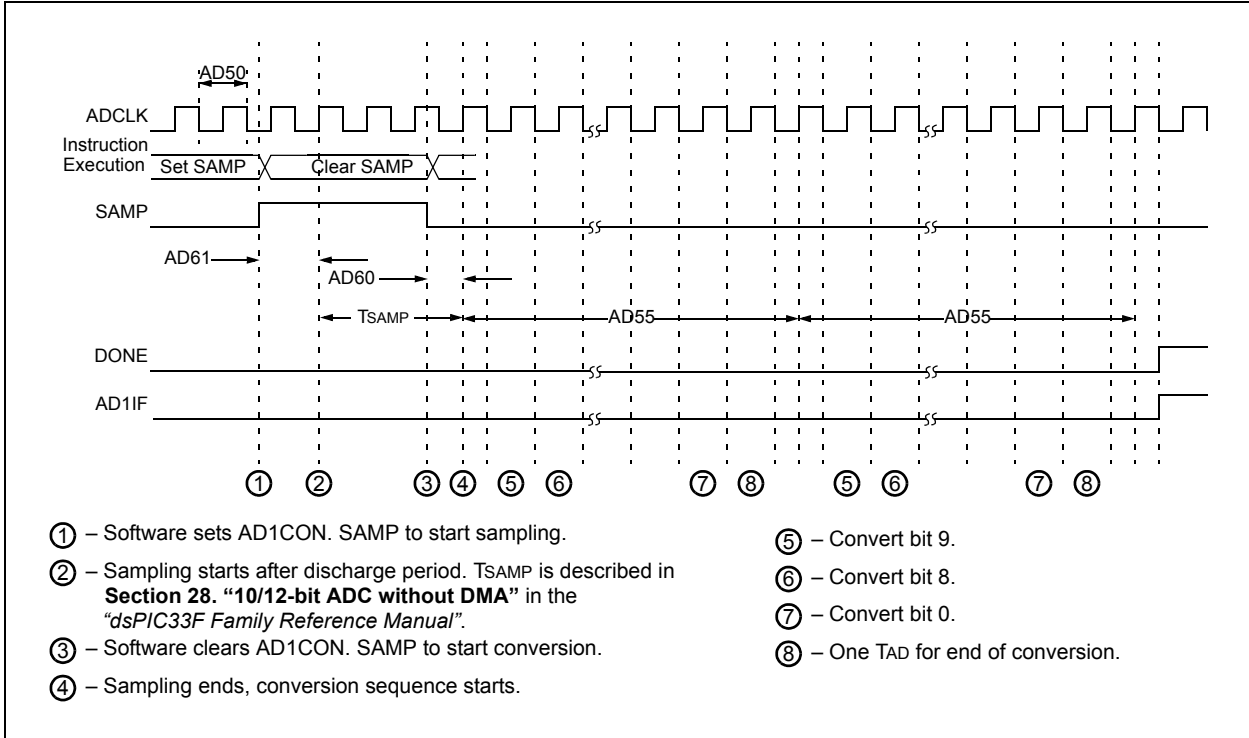 AD50
ADCLK
Instruction
Execution
Set SAMP
Clear SAMP
SAMP
AD61
AD60
TSAMP
AD55
AD55
DONE
AD1IF
1 2 3 4 5 6 7 8 5 6 7 8
1 – Software sets AD1CON. SAMP to start sampling.
2 – Sampling starts after discharge period. TSAMP is described in
Section 28. “10/12-bit ADC without DMA” in the
“dsPIC33F Family Reference Manual”.
3 – Software clears AD1CON. SAMP to start conversion.
4 – Sampling ends, conversion sequence starts.
5 – Convert bit 9.
6 – Convert bit 8.
7 – Convert bit 0.
8 – One TAD for end of conversion.